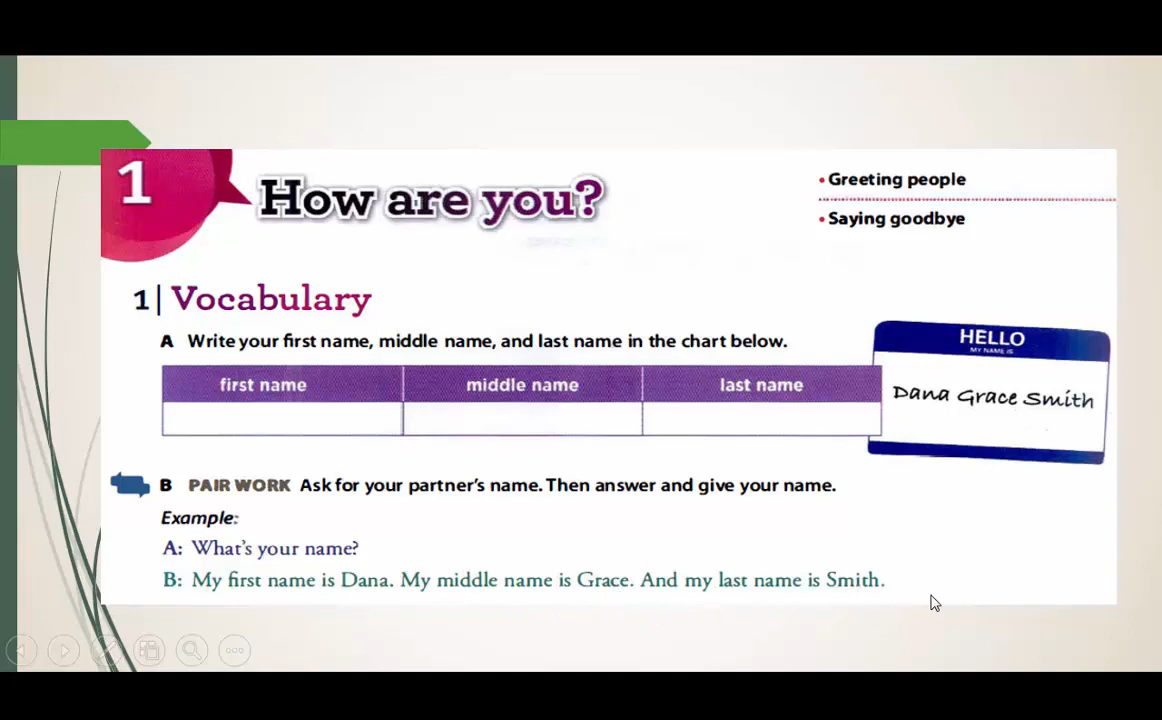 1
How are you?
• Greeting people
• Saying goodbye
1| Vocabulary
A Write your first name, middle name, and last name in the chart below.
first name middle name last name
HELLO
MY NAME IS
Dana Grace Smith
B PAIR WORK Ask for your partner's name. Then answer and give your name.
Example:
A: What's your name?
B: My first name is Dana. My middle name is Grace. And my last name is Smith.